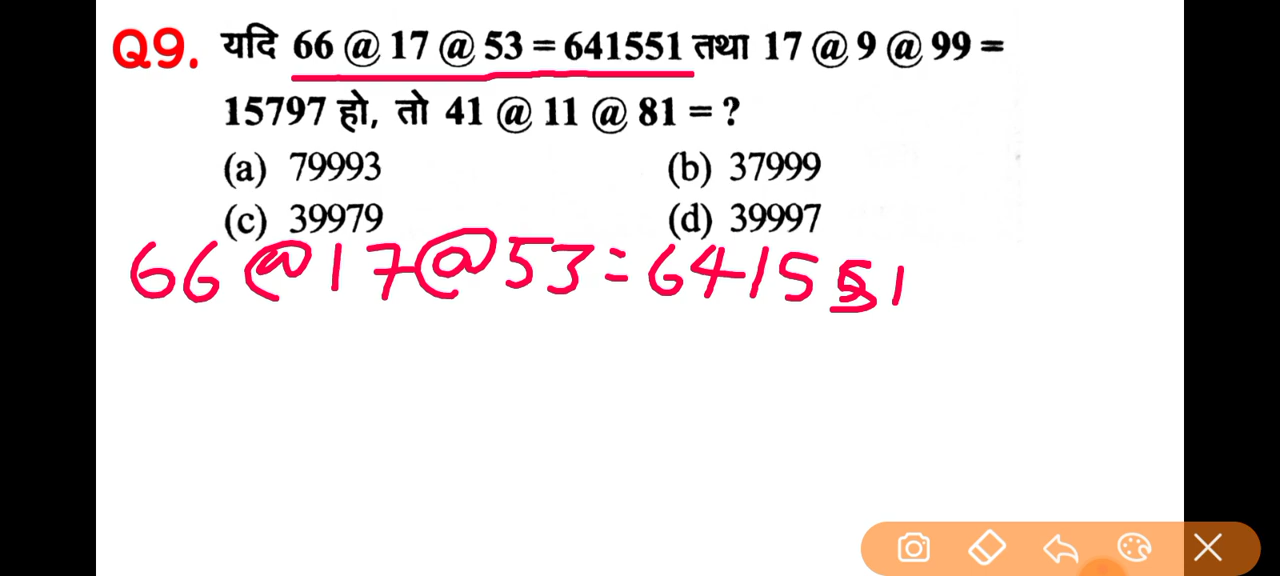 Q9. यदि 66 @ 17 @ 53 = 641551 तथा 17 @ 9 @ 99 =
15797 हो, तो 41 @ 11 @ 81 = ?
(a) 79993 (b) 37999
(c) 39979 (d) 39997
66@17@53=641551